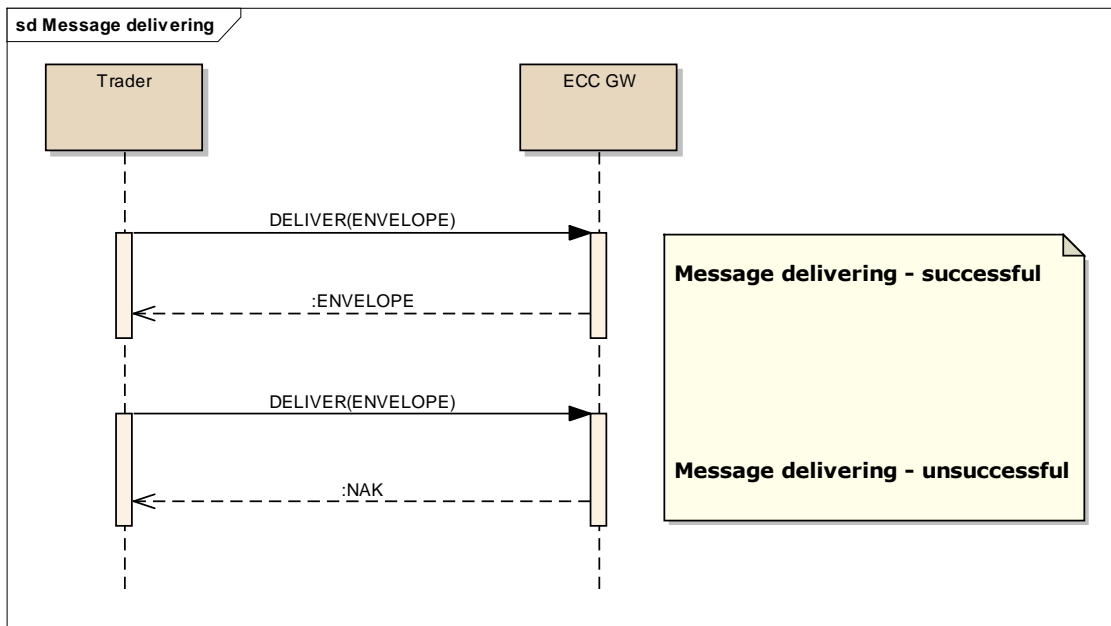 sd Message delivering
Trader
ECC GW
DELIVER(ENVELOPE)
Message delivering - successful
:ENVELOPE
DELIVER(ENVELOPE)
Message delivering - unsuccessful
:NAK